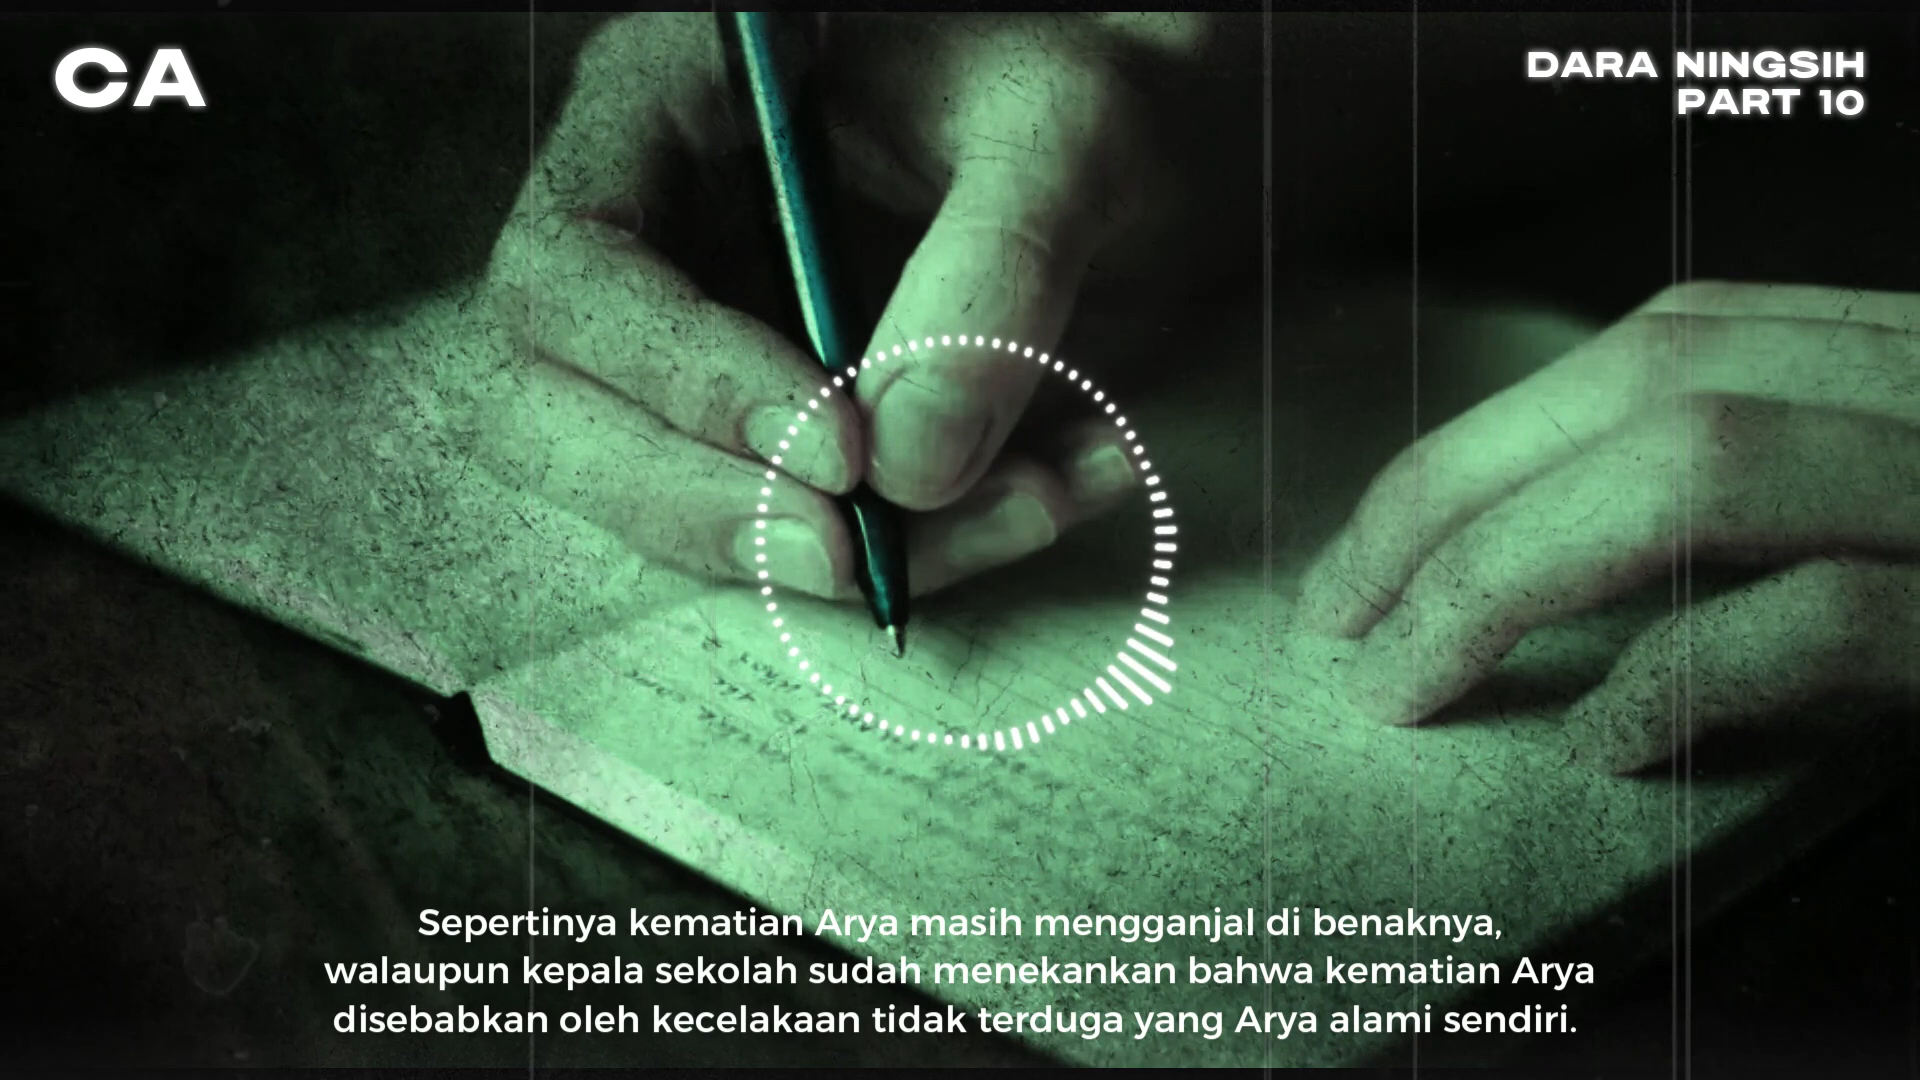 CA
DARA NINGSIH
PART 10
Sepertinya kematian Arya masih mengganjal di benaknya,
walaupun kepala sekolah sudah menekankan bahwa kematian Arya
disebabkan oleh kecelakaan tidak terduga yang Arya alami sendiri.